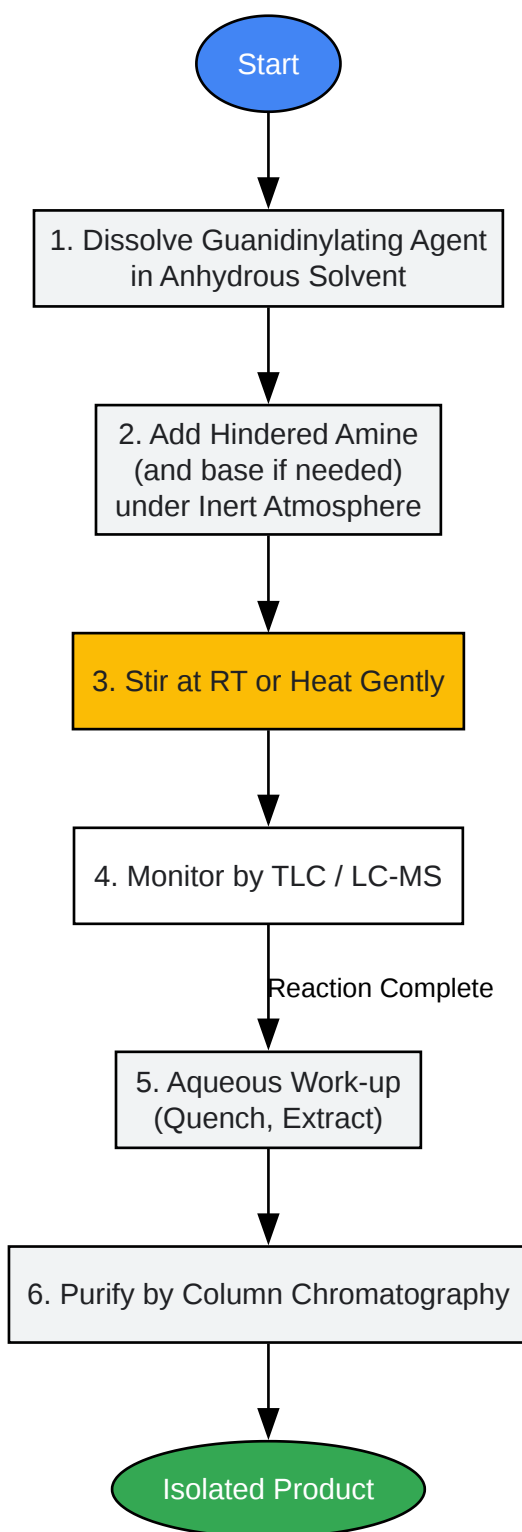 Start
1. Dissolve Guanidinylating Agent
in Anhydrous Solvent
2. Add Hindered Amine
(and base if needed)
under Inert Atmosphere
3. Stir at RT or Heat Gently
4. Monitor by TLC / LC-MS
Reaction Complete
5. Aqueous Work-up
(Quench, Extract)
6. Purify by Column Chromatography
Isolated Product